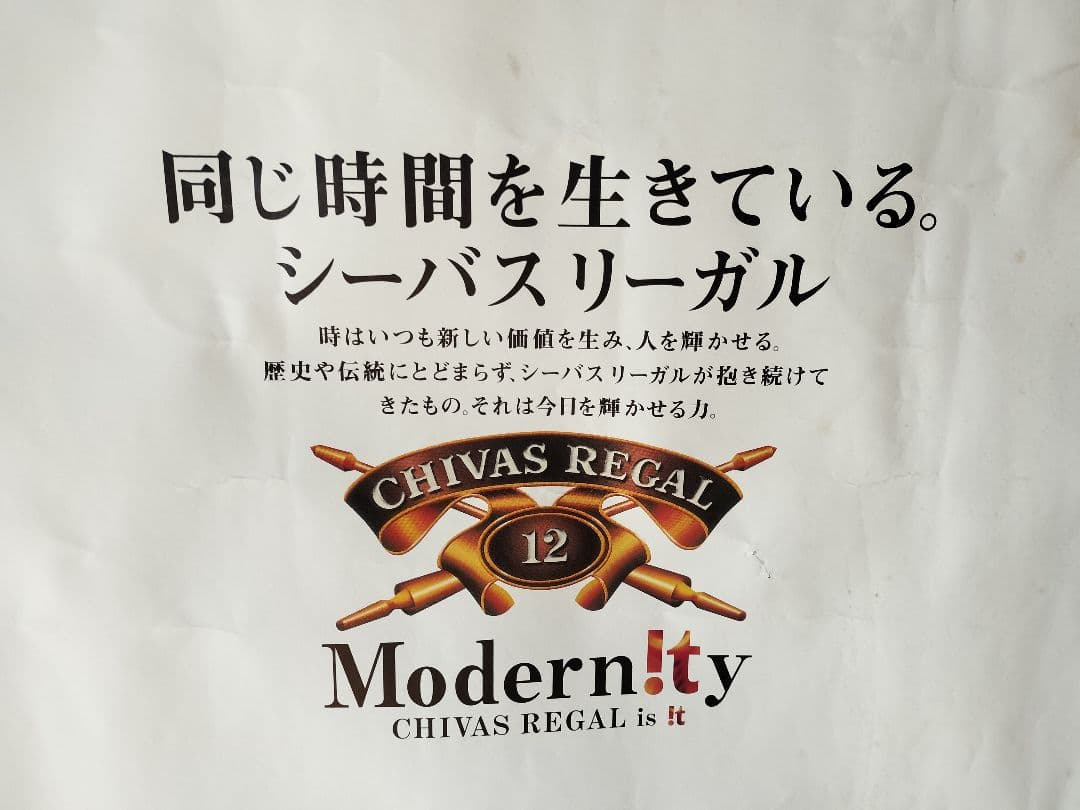 同じ時間を生きている。
シーバスリーガル
時はいつも新しい価値を生み、人を輝かせる。
歴史や伝統にとどまらず、シーバスリーガルが抱き続けて
きたもの。それは今日を輝かせる力。
CHIVAS REGAL
12
Modern!ty
CHIVAS REGAL is !t